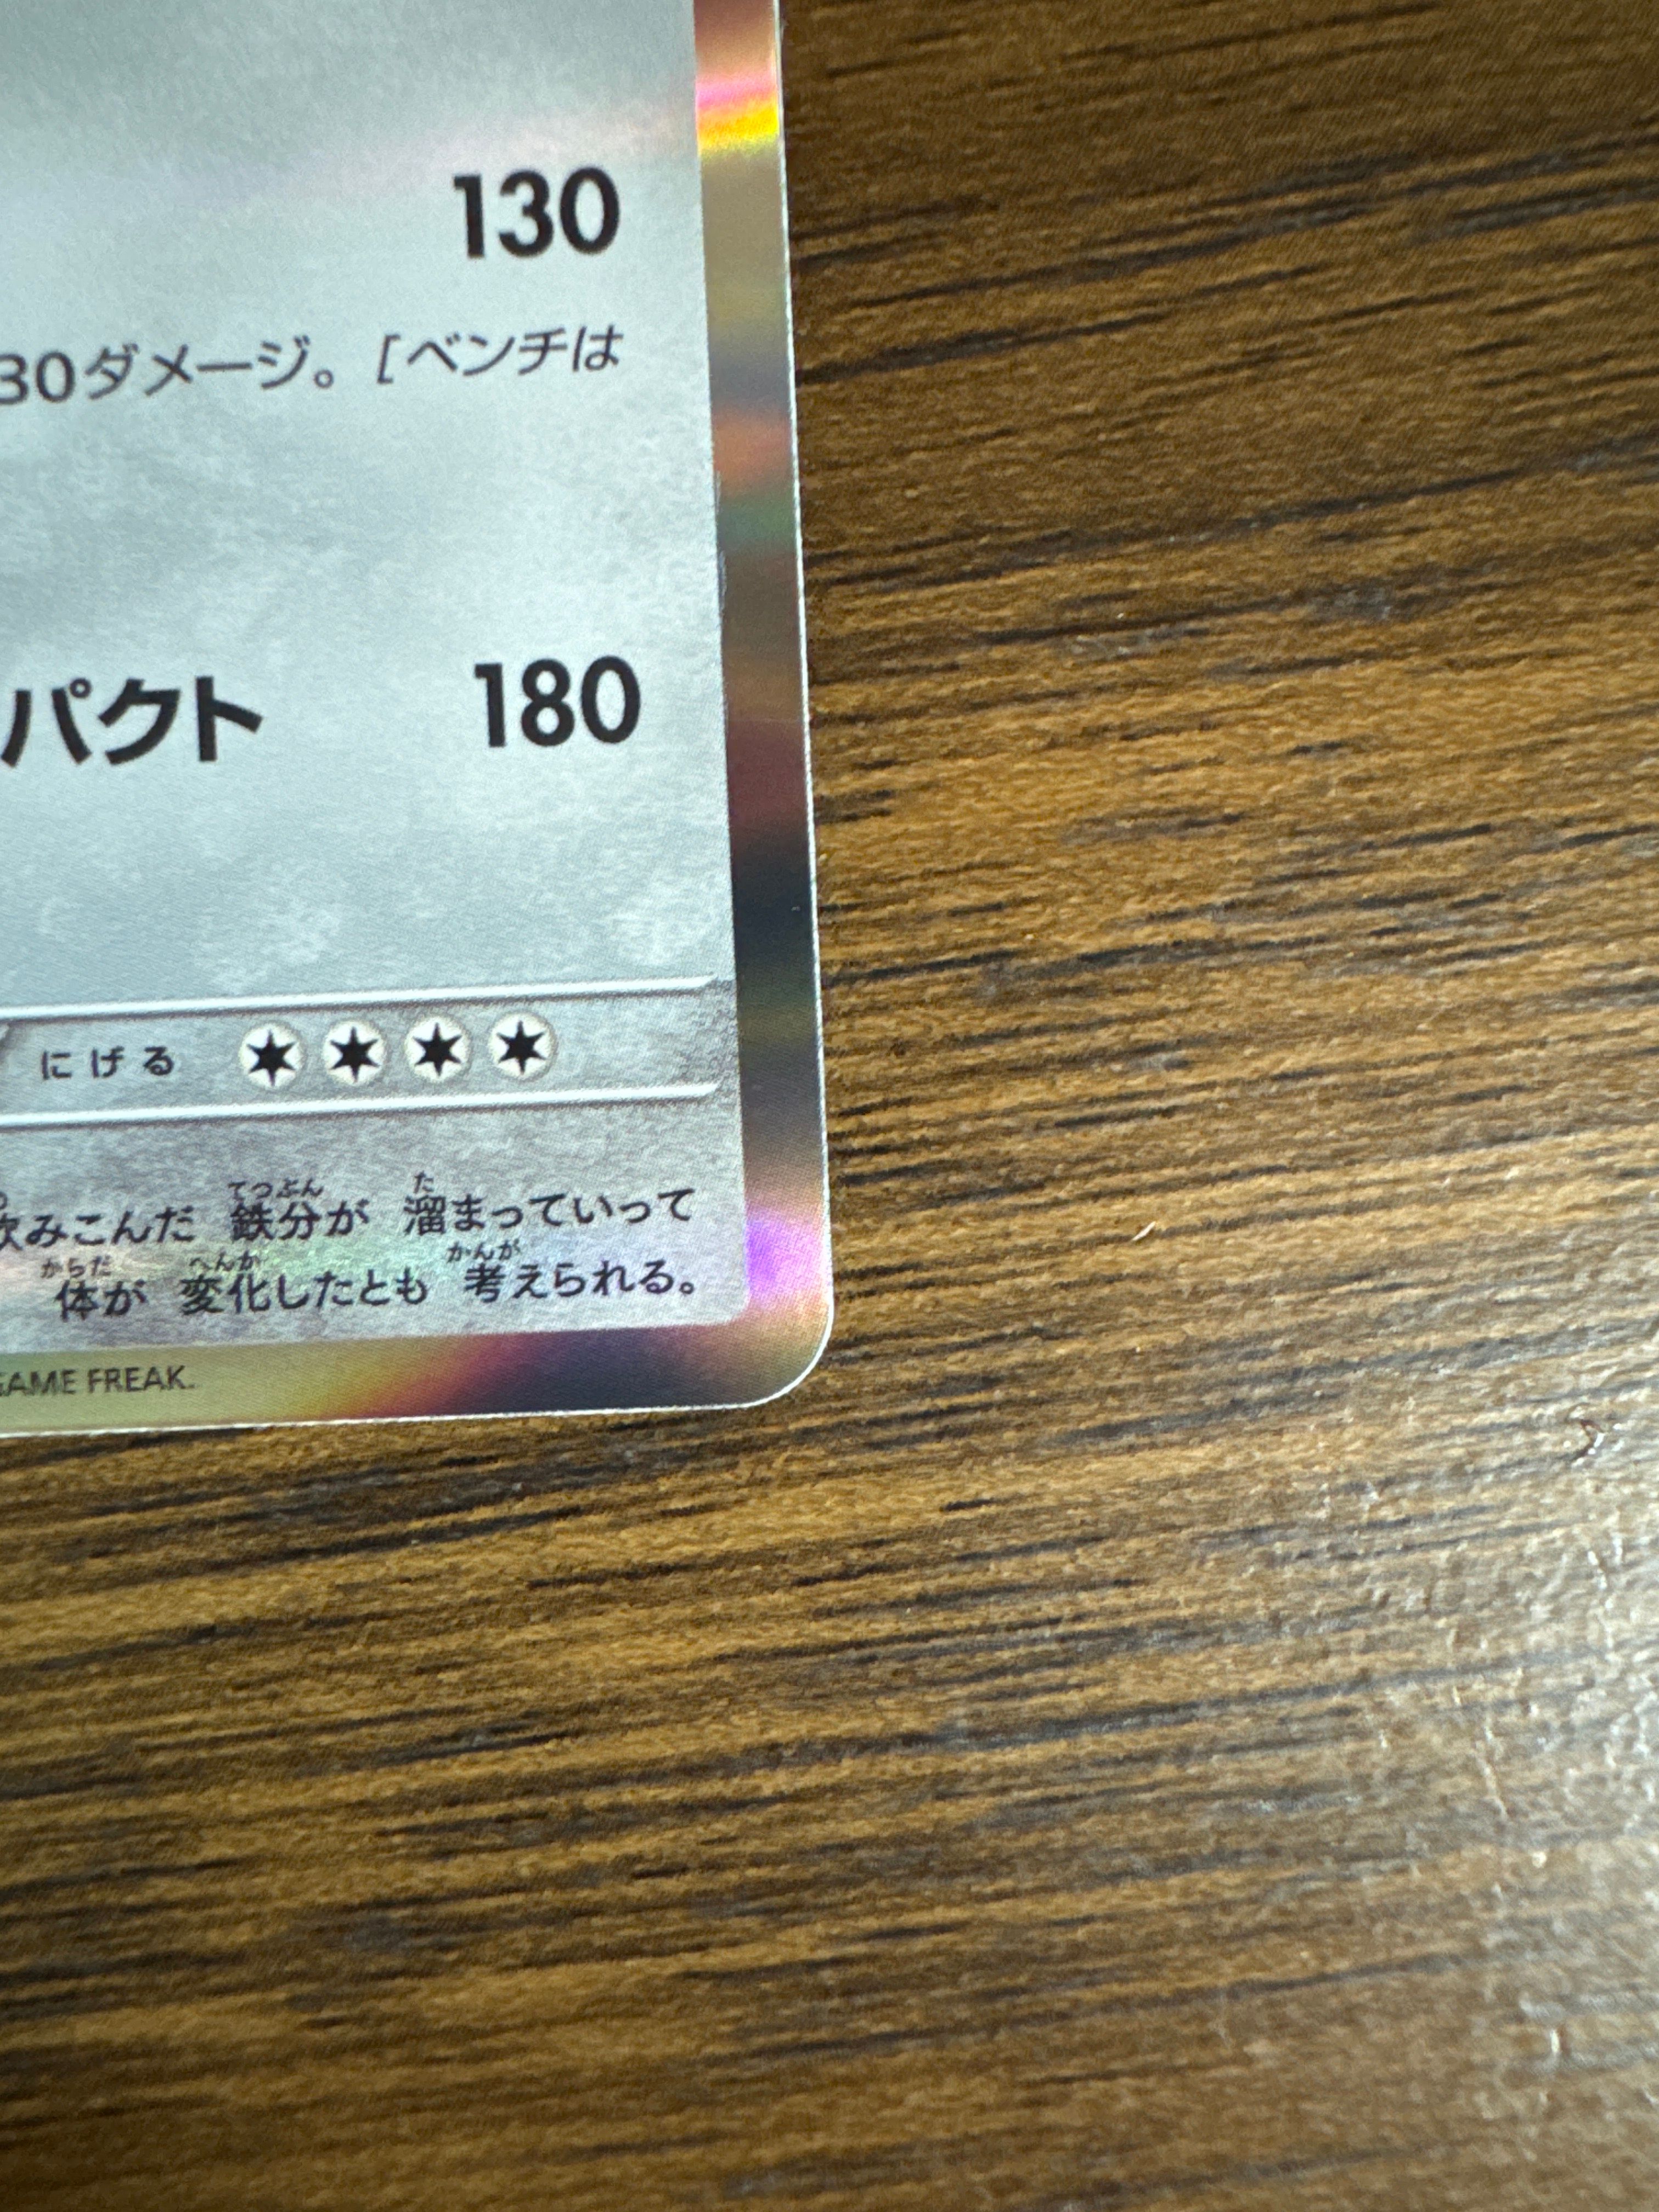 130
30ダメージ。[ベンチは
パクト 180
にげる
飲みこんだ 鉄分が 溜まっていって
てつぶん た
体が 変化したとも 考えられる。
からだ へんか かんが
GAME FREAK.